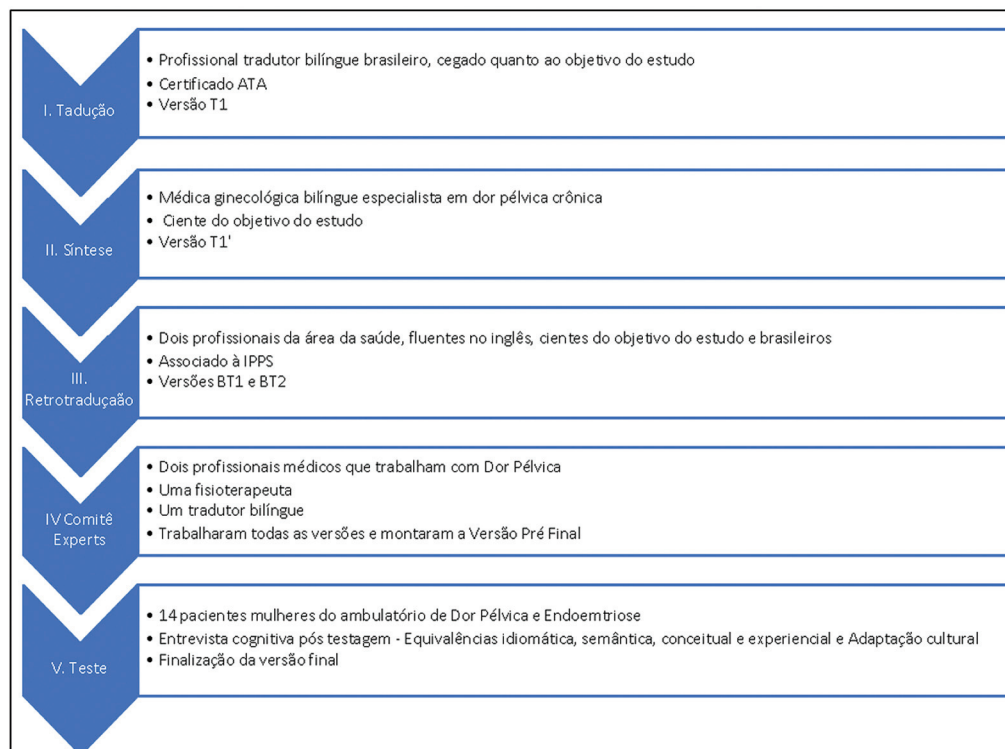 I. Tadução
• Profissional tradutor bilíngue brasileiro, cegado quanto ao objetivo do estudo
• Certificado ATA
• Versão T1
II. Síntese
• Médica ginecológica bilíngue especialista em dor pélvica crônica
• Ciente do objetivo do estudo
• Versão T1'
III.
Retrotraduçaão
• Dois profissionais da área da saúde, fluentes no inglês, cientes do objetivo do estudo e brasileiros
• Associado à IPPS
• Versões BT1 e BT2
IV Comitê
Experts
• Dois profissionais médicos que trabalham com Dor Pélvica
• Uma fisioterapeuta
• Um tradutor bilíngue
• Trabalharam todas as versões e montaram a Versão Pré Final
V. Teste
• 14 pacientes mulheres do ambulatório de Dor Pélvica e Endoemtriose
• Entrevista cognitiva pós testagem - Equivalências idiomática, semântica, conceitual e experiencial e Adaptação cultural
• Finalização da versão final